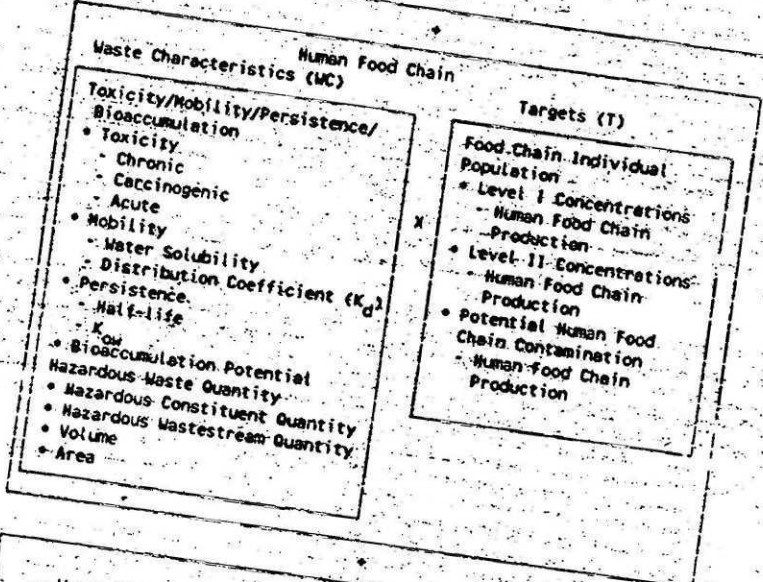 Human Food Chain
Waste Characteristics (WC)
Toxicity/Mobility/Persistence/
Bioaccumulation
• Toxicity
- Chronic
- Carcinogenic
- Acute
• Mobility
- Water Solubility
- Distribution Coefficient (Kd)
• Persistence
- Half-life
- Kow
• Bioaccumulation Potential
Hazardous Waste Quantity
• Hazardous Constituent Quantity
• Hazardous Wastestream Quantity
• Volume
• Area
X
Targets (T)
Food Chain Individual
Population
• Level I Concentrations
- Human Food Chain
Production
• Level II Concentrations
- Human Food Chain
Production
• Potential Human Food
Chain Contamination
- Human Food Chain
Production